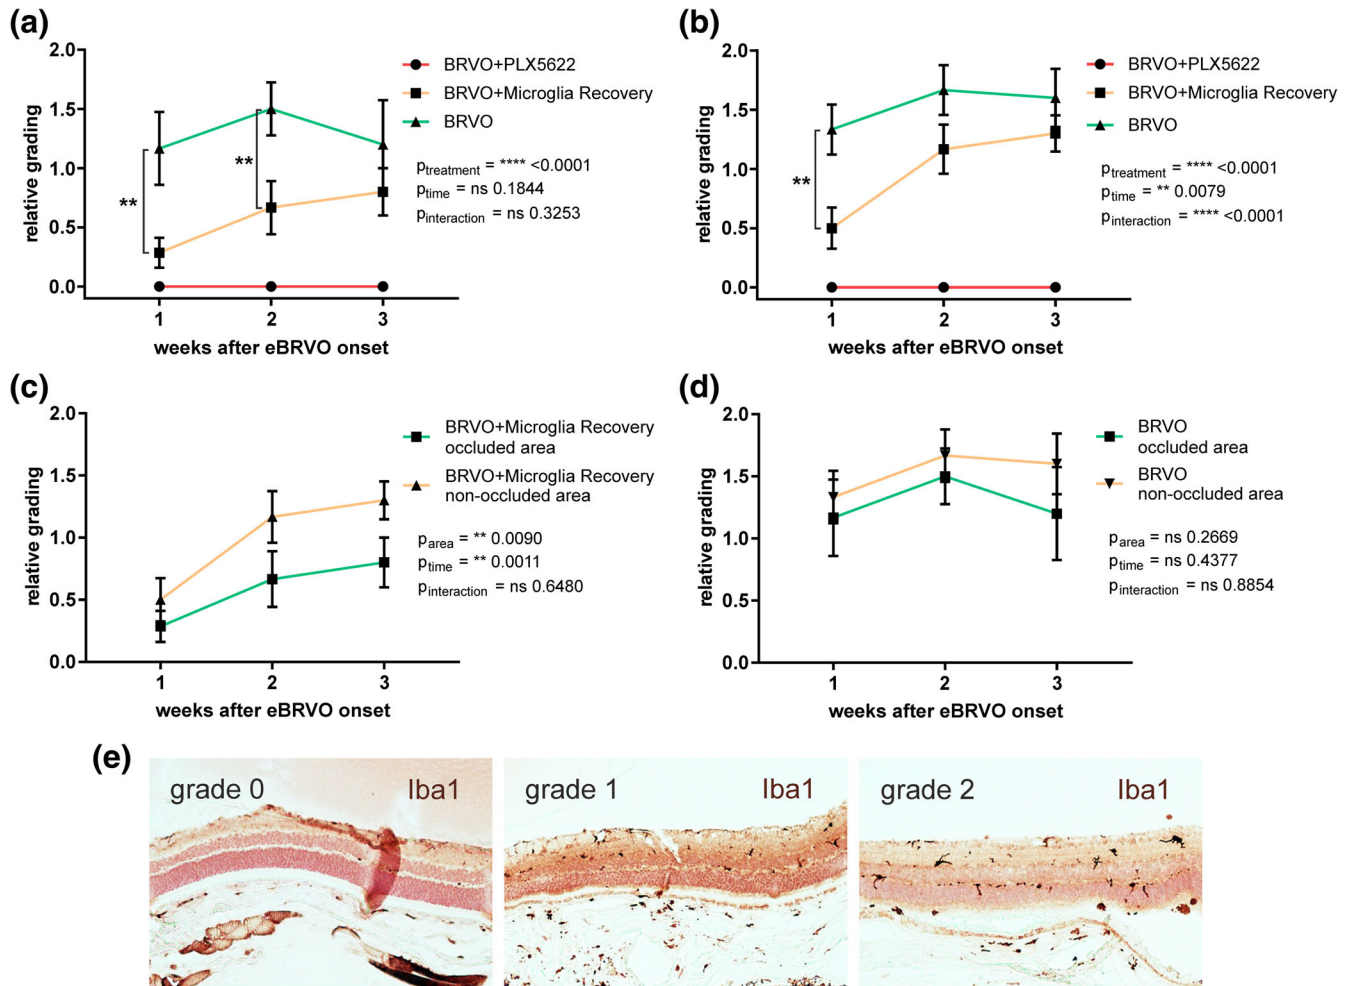 (a)
2.0
1.5
1.0
0.5
0.0
relative grading
1
2
3
weeks after eBRVO onset
**
**
BRVO+PLX5622
BRVO+Microglia Recovery
BRVO
ptreatment = **** <0.0001
ptime = ns 0.1844
pinteraction = ns 0.3253
(b)
2.0
1.5
1.0
0.5
0.0
relative grading
1
2
3
weeks after eBRVO onset
**
BRVO+PLX5622
BRVO+Microglia Recovery
BRVO
ptreatment = **** <0.0001
ptime = ** 0.0079
pinteraction = **** <0.0001
(c)
2.0
1.5
1.0
0.5
0.0
relative grading
1
2
3
weeks after eBRVO onset
BRVO+Microglia Recovery
occluded area
BRVO+Microglia Recovery
non-occluded area
parea = ** 0.0090
ptime = ** 0.0011
pinteraction = ns 0.6480
(d)
2.0
1.5
1.0
0.5
0.0
relative grading
1
2
3
weeks after eBRVO onset
BRVO
occluded area
BRVO
non-occluded area
parea = ns 0.2669
ptime = ns 0.4377
pinteraction = ns 0.8854
(e)
grade 0 Iba1
grade 1 Iba1
grade 2 Iba1